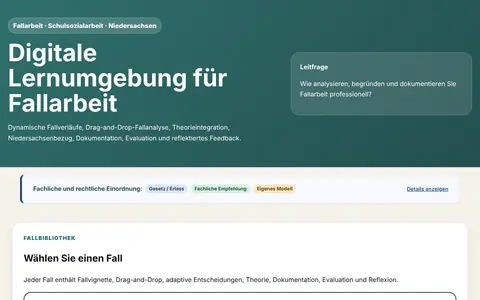 Fallarbeit · Schulsozialarbeit · Niedersachsen
Digitale
Lernumgebung für
Fallarbeit
Dynamische Fallverläufe, Drag-and-Drop-Fallanalyse, Theorieintegration,
Niedersachsenbezug, Dokumentation, Evaluation und reflektiertes Feedback.
Leitfrage
Wie analysieren, begründen und dokumentieren Sie
Fallarbeit professionell?
Fachliche und rechtliche Einordnung: Gesetz / Erlass Fachliche Empfehlung Eigenes Modell Details anzeigen
FALLBIBLIOTHEK
Wählen Sie einen Fall
Jeder Fall enthält Fallvignette, Drag-and-Drop, adaptive Entscheidungen, Theorie, Dokumentation, Evaluation und Reflexion.